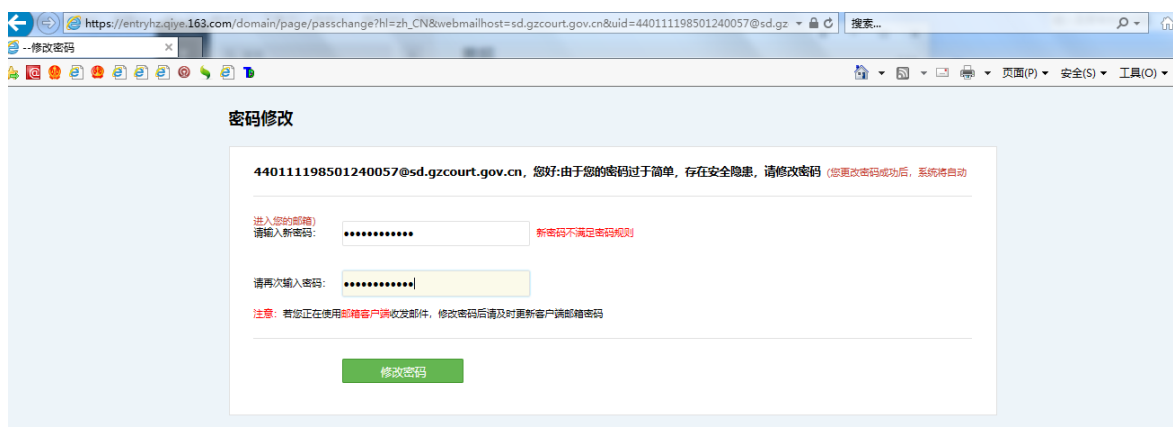 https://entryhz.qiye.163.com/domain/page/passchange?hl=zh_CN&webmailhost=sd.gzcourt.gov.cn&uid=440111198501240057@sd.gz
搜索...
--修改密码
页面(P) 安全(S) 工具(O)
密码修改
440111198501240057@sd.gzcourt.gov.cn，您好:由于您的密码过于简单，存在安全隐患，请修改密码 (您更改密码成功后，系统将自动
进入您的邮箱)
请输入新密码： 新密码不满足密码规则
请再次输入密码：
注意：若您正在使用邮箱客户端收发邮件，修改密码后请及时更新客户端邮箱密码
修改密码